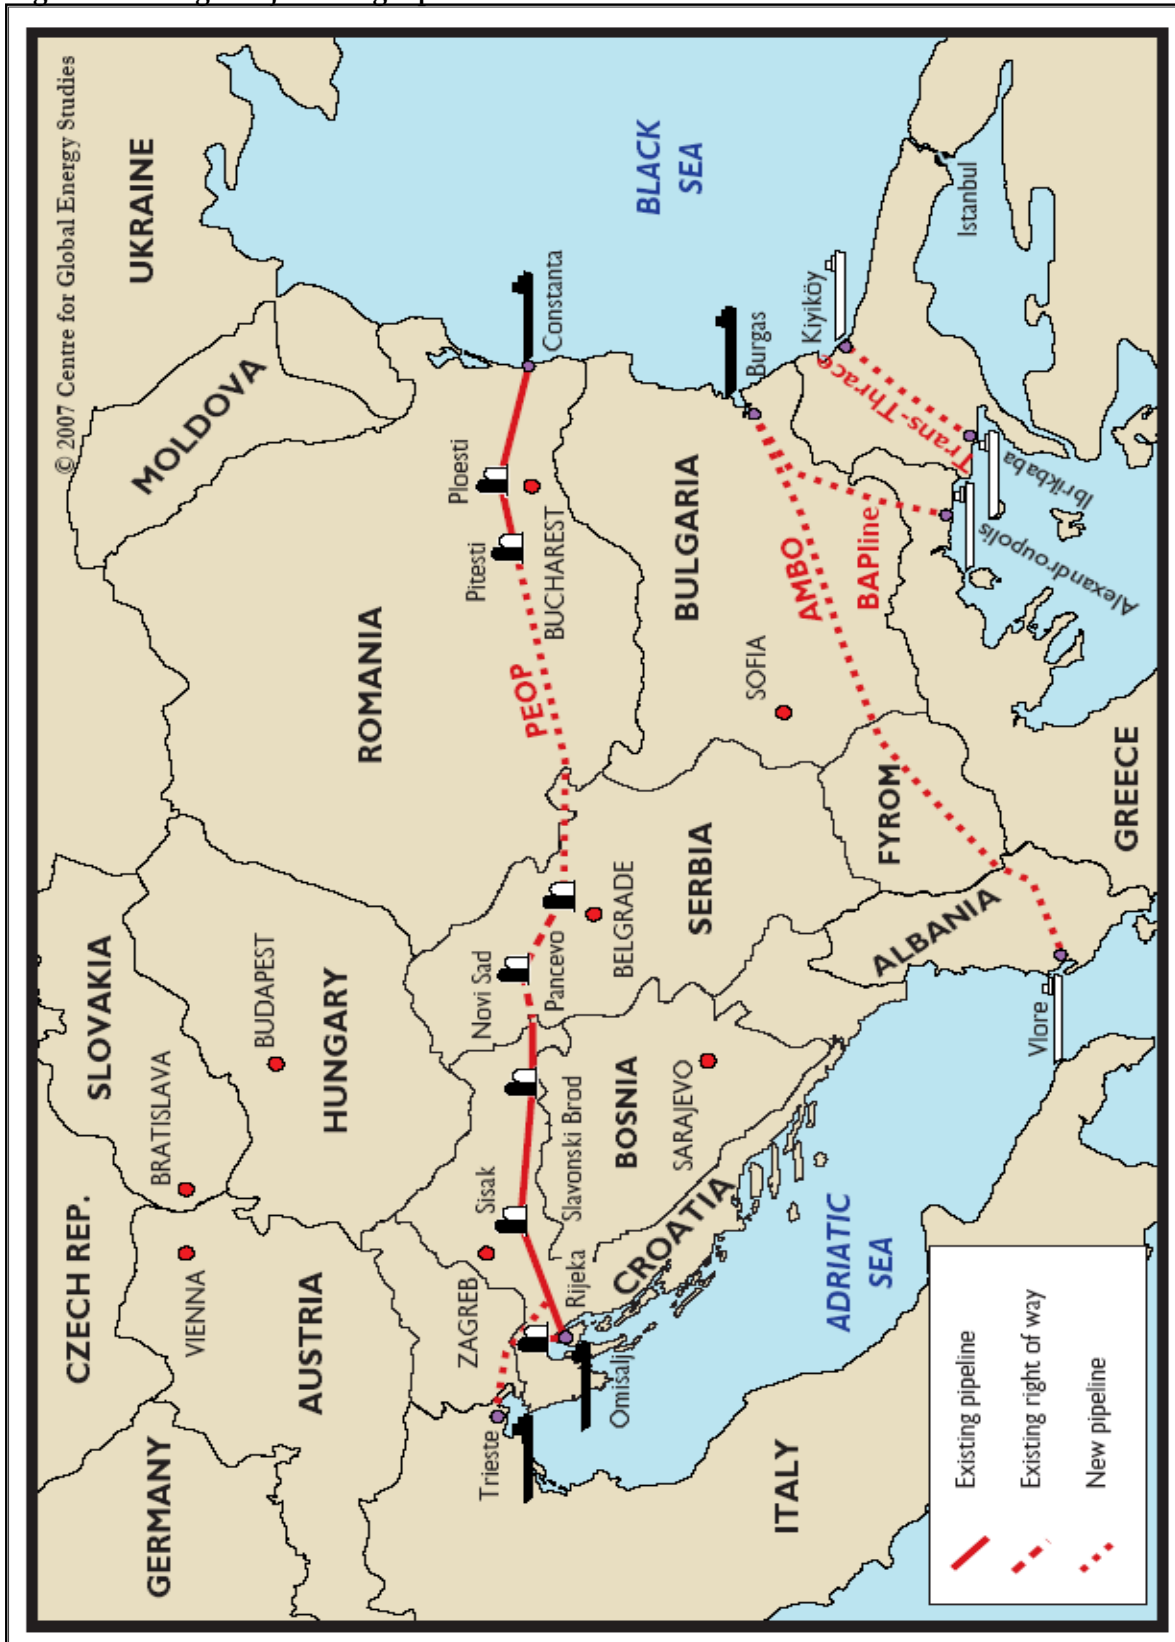 © 2007 Centre for Global Energy Studies
GERMANY
CZECH REP.
SLOVAKIA
UKRAINE
VIENNA
BRATISLAVA
MOLDOVA
AUSTRIA
BUDAPEST
HUNGARY
ROMANIA
Trieste
ZAGREB
Sisak
Novi Sad
Pitesti
Ploesti
PEOP
Constanta
Rijeka
Slavonski Brod
Pancevo
BUCHAREST
Omisalj
BELGRADE
BLACK
SEA
CROATIA
BOSNIA
SARAJEVO
SERBIA
BULGARIA
SOFIA
Burgas
ITALY
ADRIATIC
SEA
AMBO
Kiyiköy
Trans-Thrace
FYROM
BAPline
ALBANIA
Istanbul
Vlore
GREECE
Alexandroupolis
Ibrikbaba
Existing pipeline
Existing right of way
New pipeline